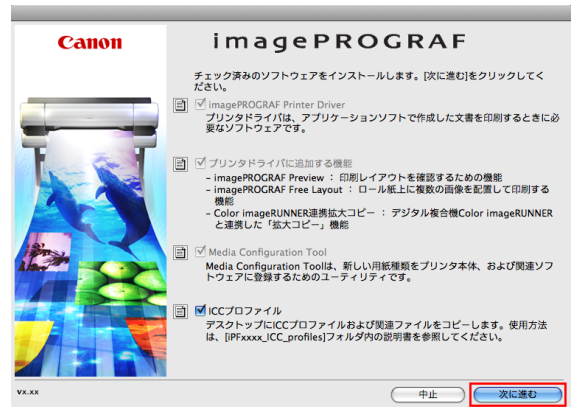 Canon
imagePROGRAF
チェック済みのソフトウェアをインストールします。[次に進む]をクリックしてく
ださい。
imagePROGRAF Printer Driver
プリンタドライバは、アプリケーションソフトで作成した文書を印刷するときに必
要なソフトウェアです。
プリンタドライバに追加する機能
- imagePROGRAF Preview ： 印刷レイアウトを確認するための機能
- imagePROGRAF Free Layout ： ロール紙上に複数の画像を配置して印刷する
機能
- Color imageRUNNER連携拡大コピー ： デジタル複合機Color imageRUNNER
と連携した「拡大コピー」機能
Media Configuration Tool
Media Configuration Toolは、新しい用紙種類をプリンタ本体、および関連ソフ
トウェアに登録するためのユーティリティです。
ICCプロファイル
デスクトップにICCプロファイルおよび関連ファイルをコピーします。使用方法
は、[iPFxxxx_ICC_profiles]フォルダ内の説明書を参照してください。
vx.xx
中止
次に進む